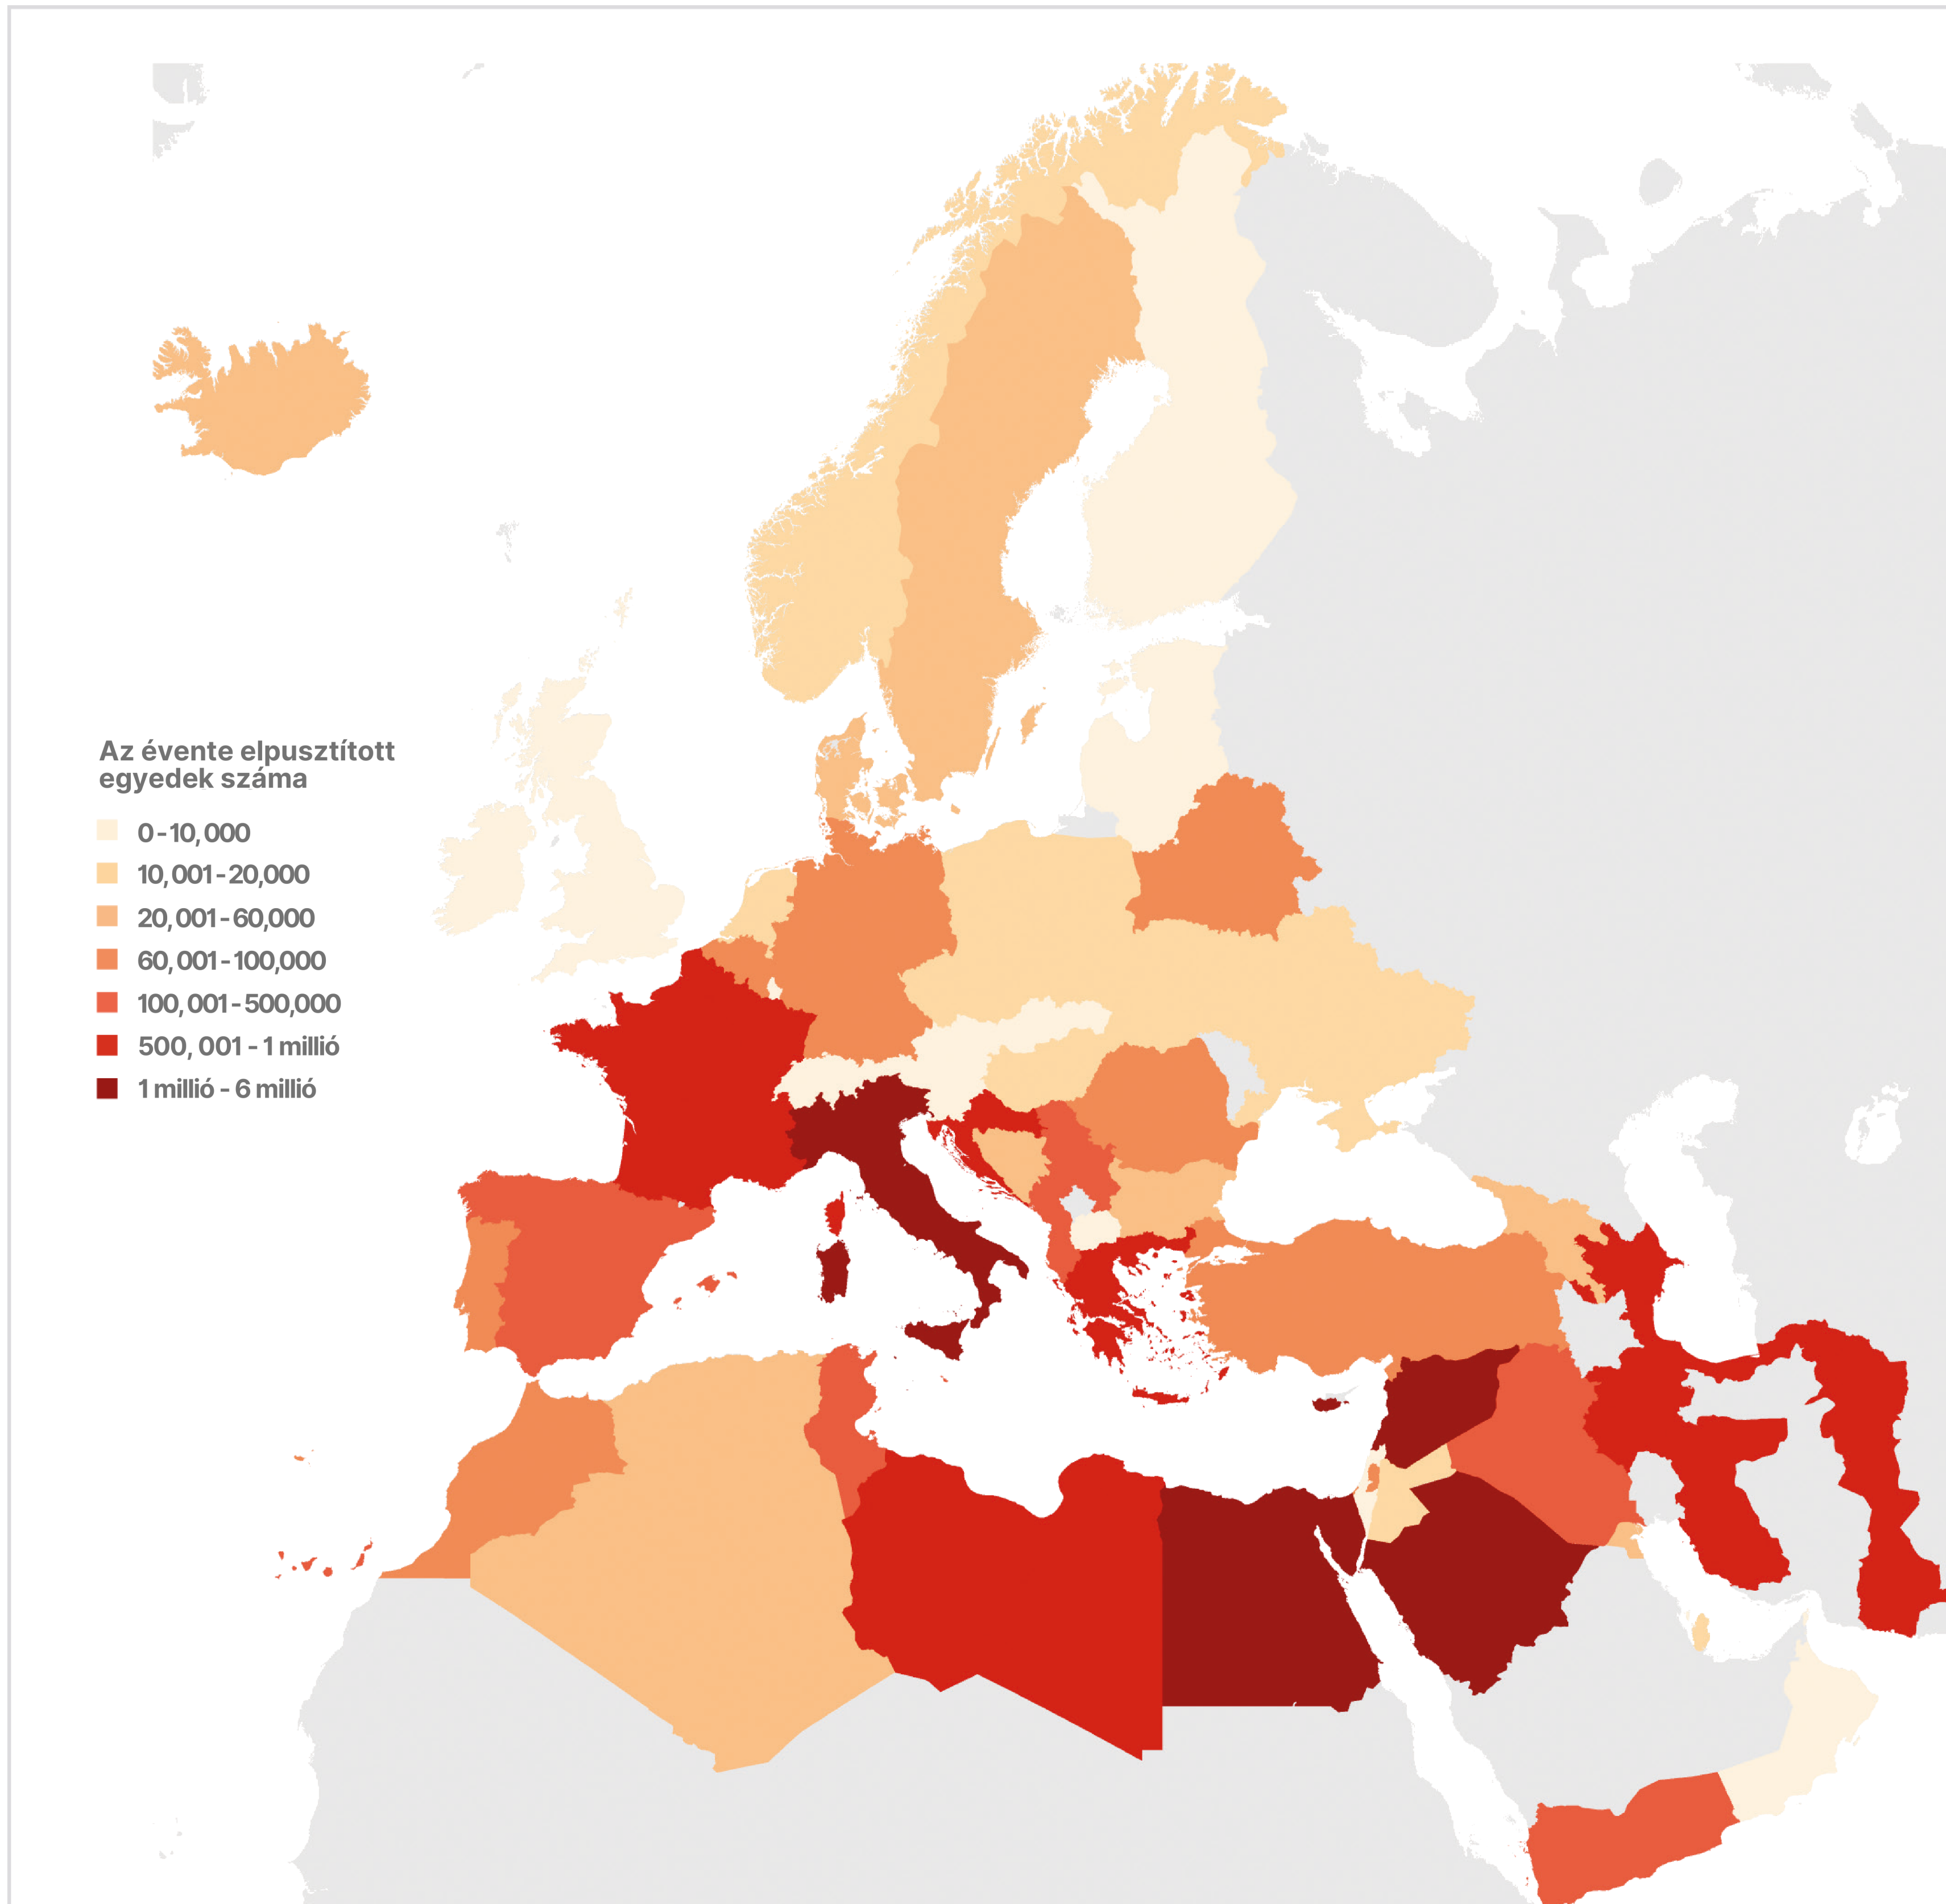 Az évente elpusztított
egyedek száma
0-10,000
10,001-20,000
20,001-60,000
60,001-100,000
100,001-500,000
500, 001 - 1 millió
1 millió - 6 millió